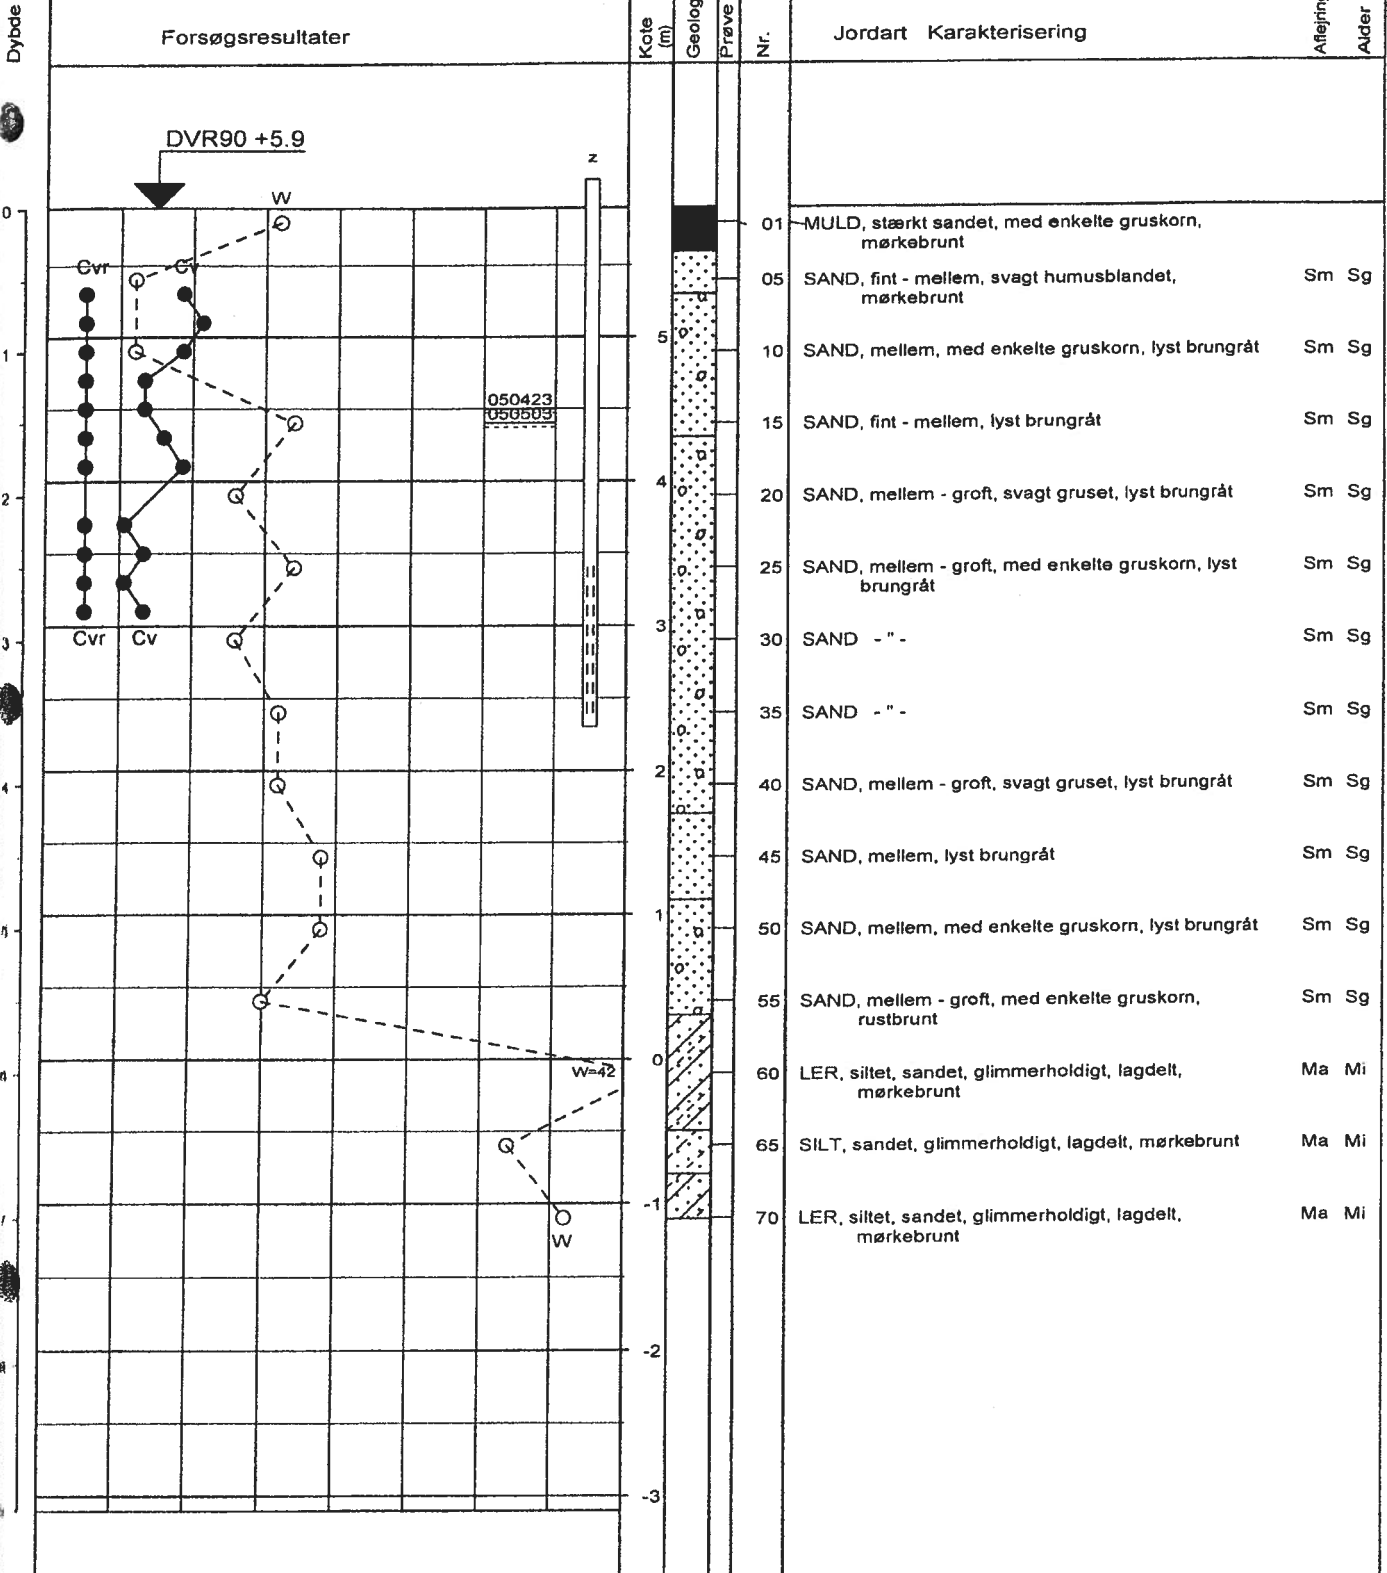 Dybde
Forsøgsresultater
Kote (m)
Geologi
Prøve
Nr.
Jordart Karakterisering
Aflejring
Alder
DVR90 +5.9
z
W
0
01 MULD, stærkt sandet, med enkelte gruskorn,
mørkebrunt
Cvr Cv
05 SAND, fint - mellem, svagt humusblandet, Sm Sg
mørkebrunt
5
1
10 SAND, mellem, med enkelte gruskorn, lyst brungråt Sm Sg
050423
050503
15 SAND, fint - mellem, lyst brungråt Sm Sg
4
2
20 SAND, mellem - groft, svagt gruset, lyst brungråt Sm Sg
25 SAND, mellem - groft, med enkelte gruskorn, lyst Sm Sg
brungråt
Cvr Cv
3
3
30 SAND - " - Sm Sg
35 SAND - " - Sm Sg
2
4
40 SAND, mellem - groft, svagt gruset, lyst brungråt Sm Sg
45 SAND, mellem, lyst brungråt Sm Sg
1
50 SAND, mellem, med enkelte gruskorn, lyst brungråt Sm Sg
55 SAND, mellem - groft, med enkelte gruskorn, Sm Sg
rustbrunt
0
W=42
60 LER, siltet, sandet, glimmerholdigt, lagdelt, Ma Mi
mørkebrunt
65 SILT, sandet, glimmerholdigt, lagdelt, mørkebrunt Ma Mi
-1
70 LER, siltet, sandet, glimmerholdigt, lagdelt, Ma Mi
mørkebrunt
W
-2
-3